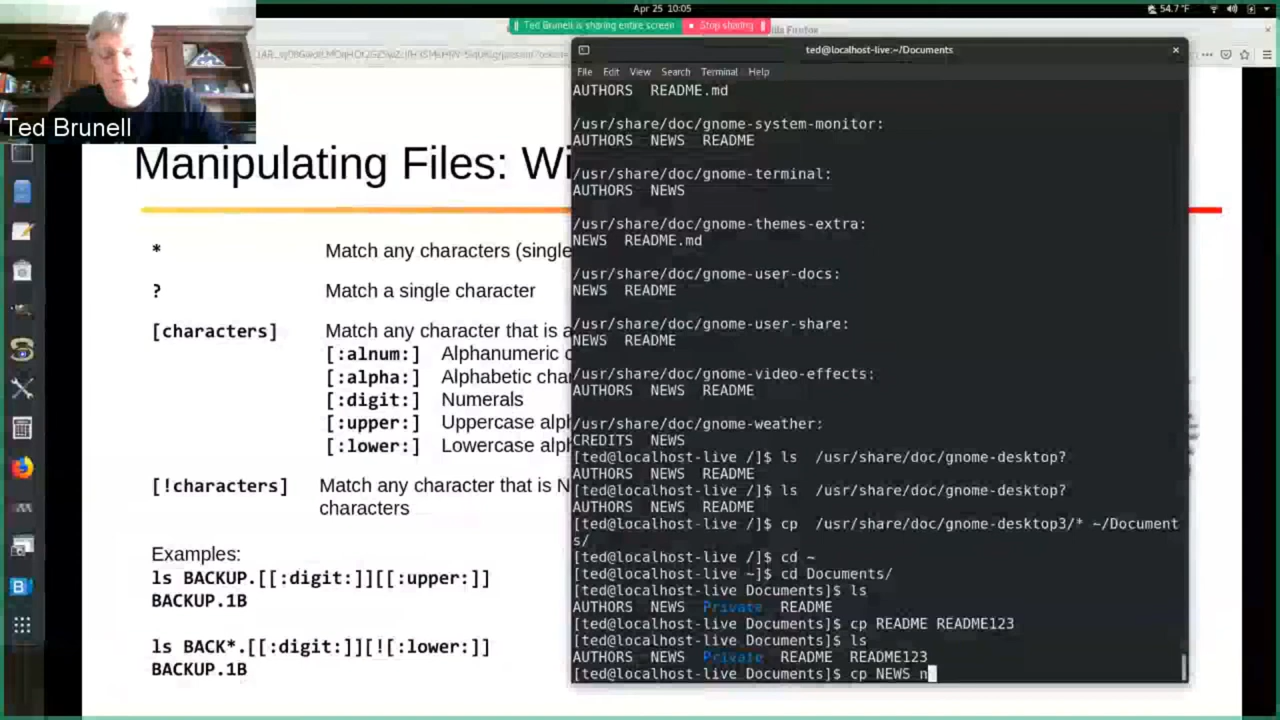 Apr 25 10:05
54.7 °F
Ted Brunell is sharing entire screen
Stop sharing
Ted Brunell
ted@localhost-live:~/Documents
File Edit View Search Terminal Help
Manipulating Files: Wi
* Match any characters (single
? Match a single character
[characters] Match any character that is a
[:alnum:] Alphanumeric c
[:alpha:] Alphabetic cha
[:digit:] Numerals
[:upper:] Uppercase alph
[:lower:] Lowercase alph
[!characters] Match any character that is N
characters
Examples:
ls BACKUP.[[:digit:]][[:upper:]]
BACKUP.1B
ls BACK*.[[:digit:]][![:lower:]]
BACKUP.1B
AUTHORS README.md
/usr/share/doc/gnome-system-monitor:
AUTHORS NEWS README
/usr/share/doc/gnome-terminal:
AUTHORS NEWS
/usr/share/doc/gnome-themes-extra:
NEWS README.md
/usr/share/doc/gnome-user-docs:
NEWS README
/usr/share/doc/gnome-user-share:
NEWS README
/usr/share/doc/gnome-video-effects:
AUTHORS NEWS README
/usr/share/doc/gnome-weather:
CREDITS NEWS
[ted@localhost-live /]$ ls /usr/share/doc/gnome-desktop?
AUTHORS NEWS README
[ted@localhost-live /]$ ls /usr/share/doc/gnome-desktop?
AUTHORS NEWS README
[ted@localhost-live /]$ cp /usr/share/doc/gnome-desktop3/* ~/Document
s/
[ted@localhost-live /]$ cd ~
[ted@localhost-live ~]$ cd Documents/
[ted@localhost-live Documents]$ ls
AUTHORS NEWS Private README
[ted@localhost-live Documents]$ cp README README123
[ted@localhost-live Documents]$ ls
AUTHORS NEWS Private README README123
[ted@localhost-live Documents]$ cp NEWS n